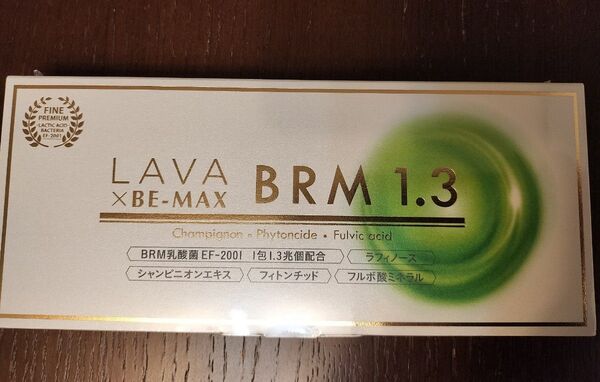 FINE
PREMIUM
LACTIC ACID
BACTERIA
EF-2001
LAVA
×BE-MAX
BRM 1.3
Champignon • Phytoncide • Fulvic acid
BRM乳酸菌 EF-2001 1包1.3兆個配合
ラフィノース
シャンピニオンエキス
フィトンチッド
フルボ酸ミネラル